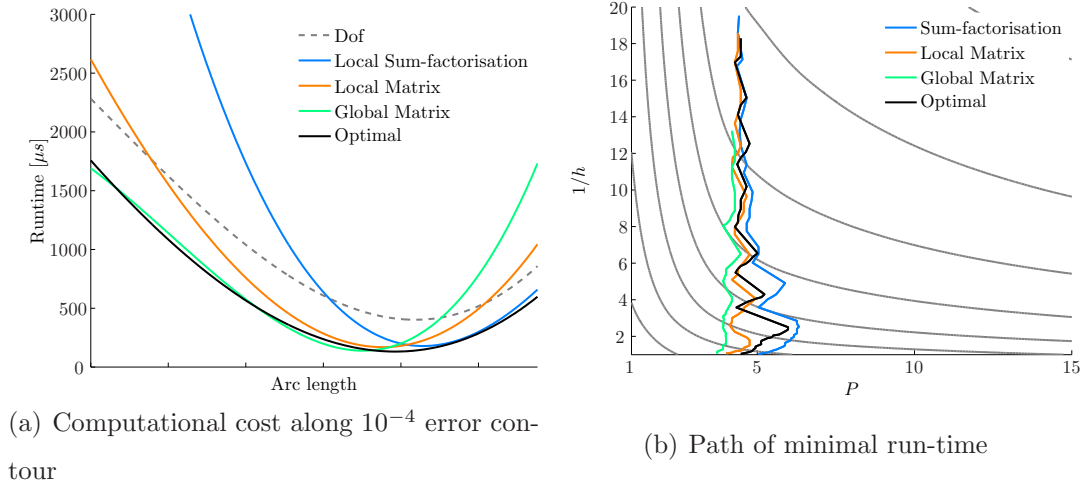 3000
2500
2000
1500
1000
500
0
Runtime [μs]
Arc length
Dof
Local Sum-factorisation
Local Matrix
Global Matrix
Optimal
(a) Computational cost along 10⁻⁴ error con-
tour
20
18
16
14
12
10
8
6
4
2
1/h
1
5
10
15
P
Sum-factorisation
Local Matrix
Global Matrix
Optimal
(b) Path of minimal run-time